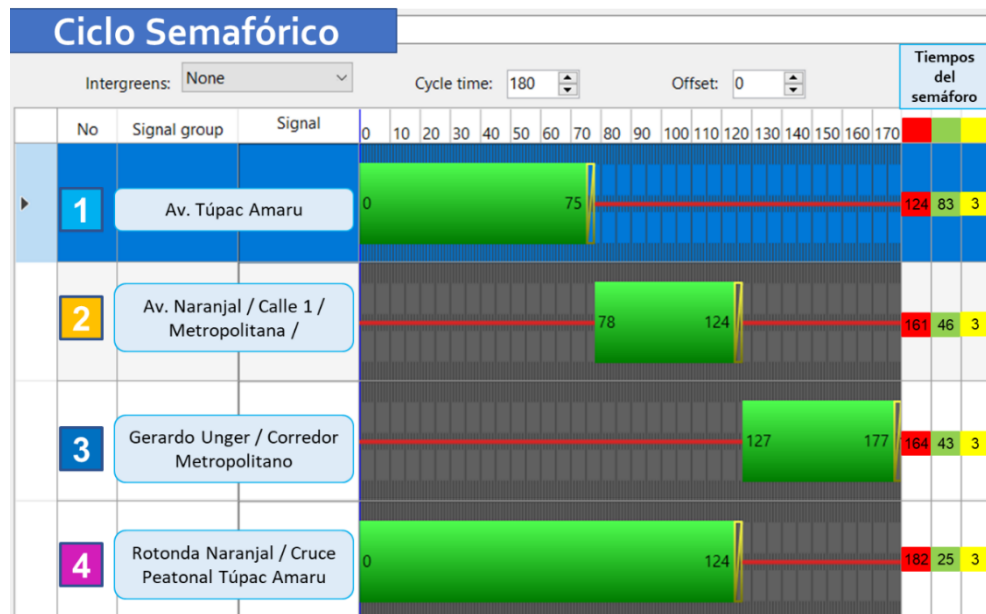 Ciclo Semafórico
Intergreens: None Cycle time: 180 Offset: 0
Tiempos
del
semáforo
No Signal group Signal 0 10 20 30 40 50 60 70 80 90 100 110 120 130 140 150 160 170
1 Av. Túpac Amaru 0 75 124 83 3
2 Av. Naranjal / Calle 1 /
Metropolitana / 78 124 161 46 3
3 Gerardo Unger / Corredor
Metropolitano 127 177 164 43 3
4 Rotonda Naranjal / Cruce
Peatonal Túpac Amaru 0 124 182 25 3